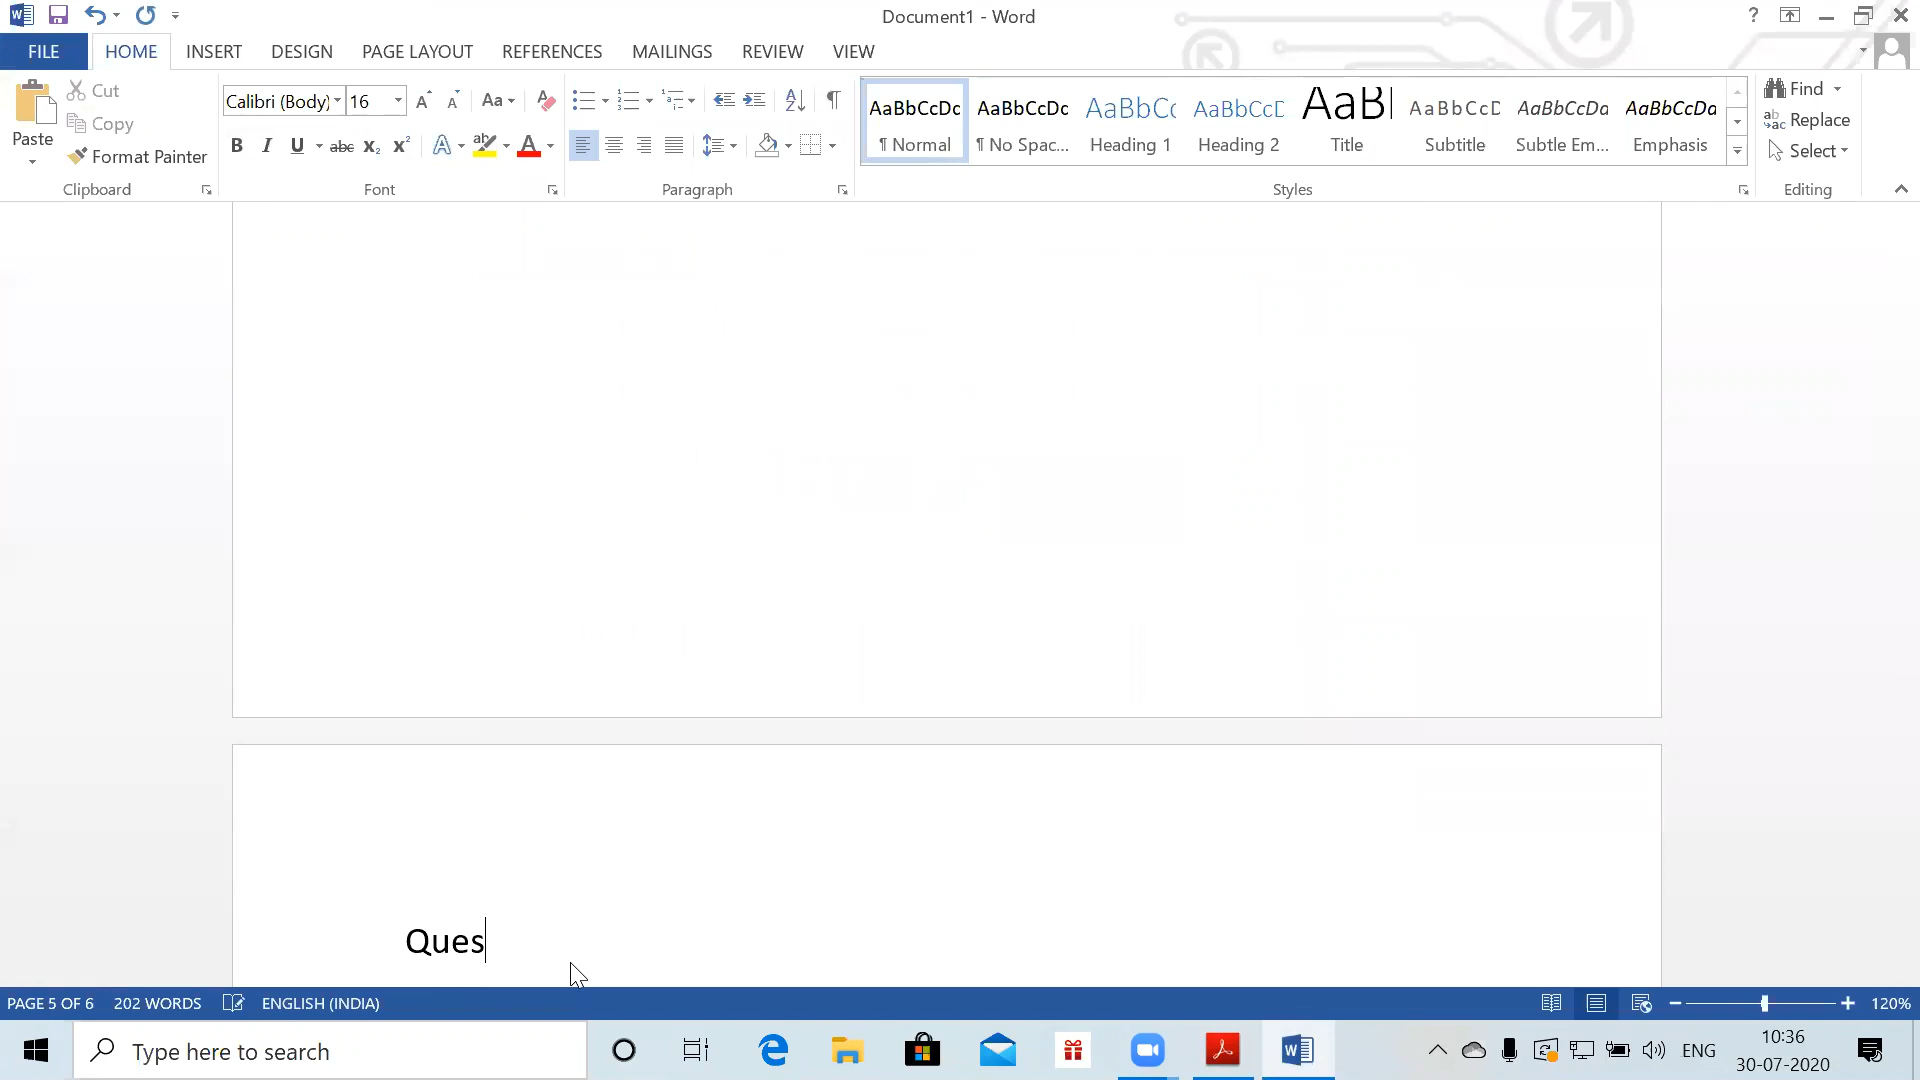 Document1 - Word
FILE HOME INSERT DESIGN PAGE LAYOUT REFERENCES MAILINGS REVIEW VIEW
Paste
Cut
Copy
Format Painter
Clipboard
Calibri (Body) 16
Font
Paragraph
AaBbCcDc AaBbCcDc AaBbCc AaBbCcD AaBl AaBbCcD AaBbCcDa AaBbCcDa
¶ Normal ¶ No Spac... Heading 1 Heading 2 Title Subtitle Subtle Em... Emphasis
Styles
Find
Replace
Select
Editing
Ques
PAGE 5 OF 6 202 WORDS ENGLISH (INDIA) 120%
Type here to search
ENG
10:36
30-07-2020